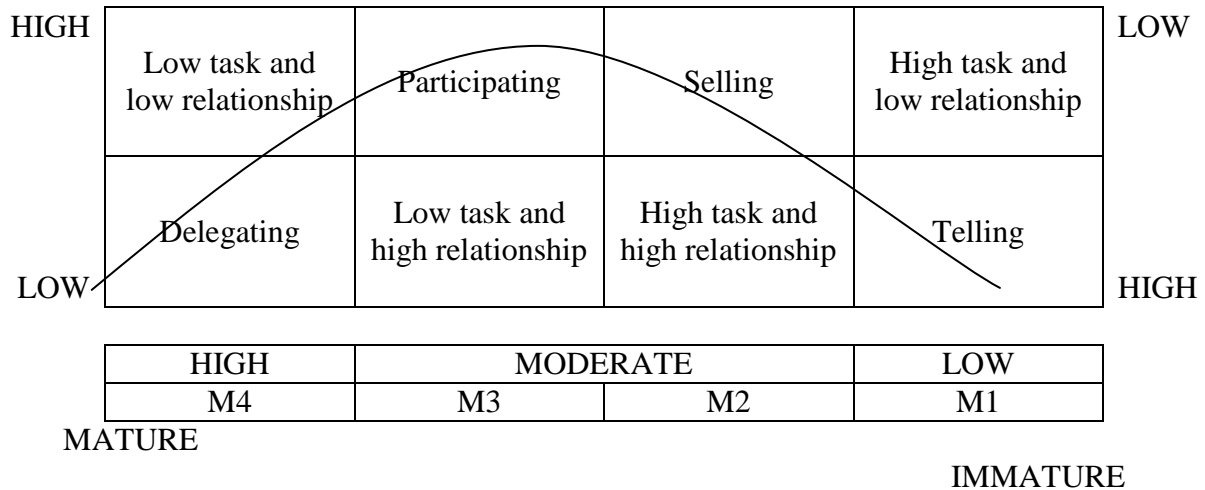 HIGH
LOW
Low task and
low relationship
Participating
Selling
High task and
low relationship
Delegating
Low task and
high relationship
High task and
high relationship
Telling
LOW
HIGH
HIGH
MODERATE
LOW
M4
M3
M2
M1
MATURE
IMMATURE